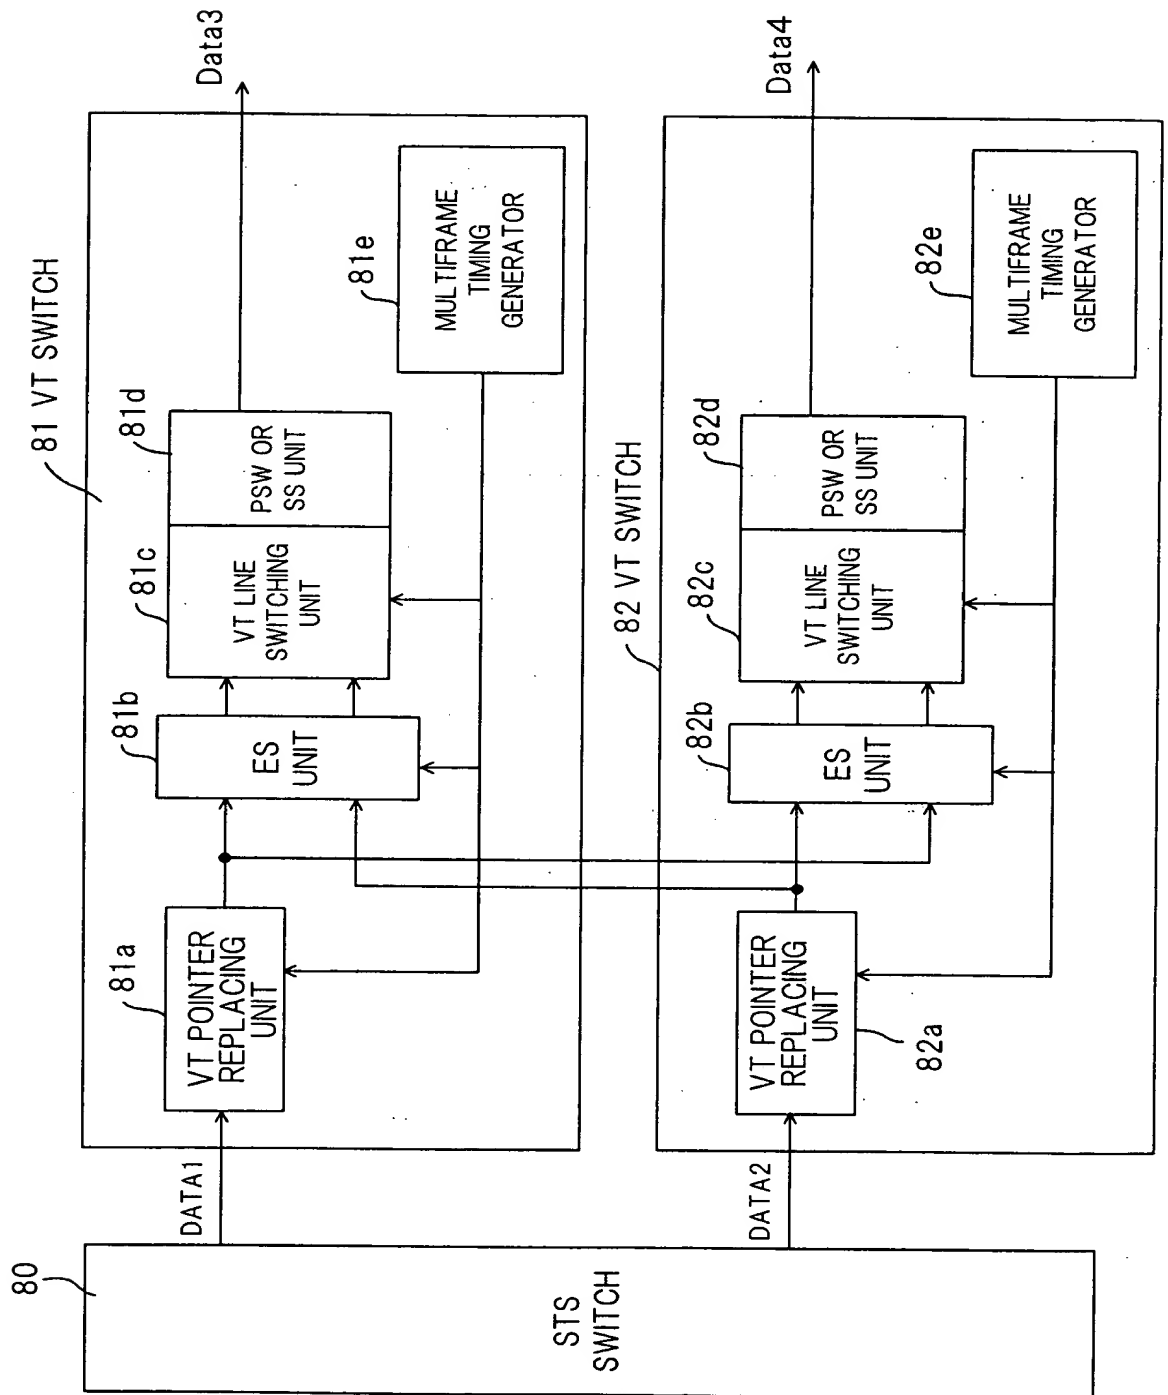 80
STS
SWITCH
DATA1
DATA2
81 VT SWITCH
81a
VT POINTER
REPLACING
UNIT
81b
ES
UNIT
81c
VT LINE
SWITCHING
UNIT
81d
PSW OR
SS UNIT
81e
MULTIFRAME
TIMING
GENERATOR
Data3
82 VT SWITCH
82a
VT POINTER
REPLACING
UNIT
82b
ES
UNIT
82c
VT LINE
SWITCHING
UNIT
82d
PSW OR
SS UNIT
82e
MULTIFRAME
TIMING
GENERATOR
Data4